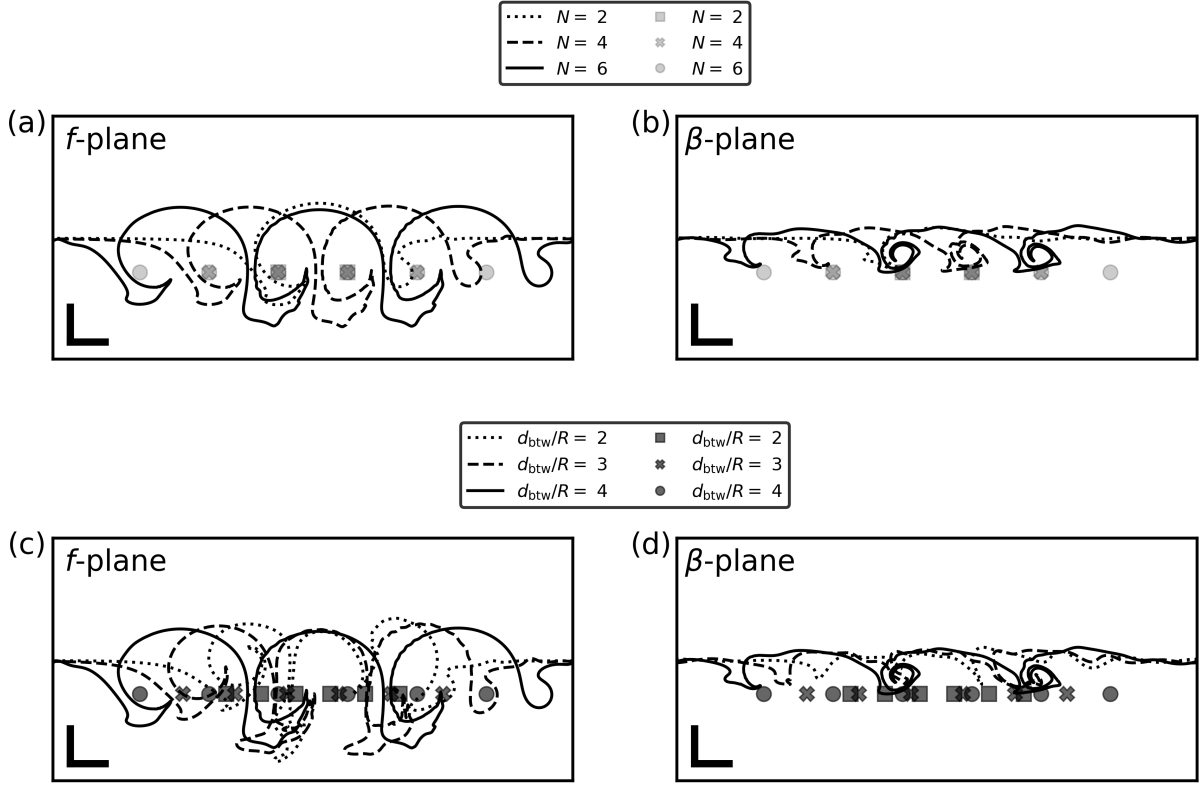 N = 2 N = 2
N = 4 N = 4
N = 6 N = 6
(a) f-plane
(b) β-plane
d_btw/R = 2 d_btw/R = 2
d_btw/R = 3 d_btw/R = 3
d_btw/R = 4 d_btw/R = 4
(c) f-plane
(d) β-plane